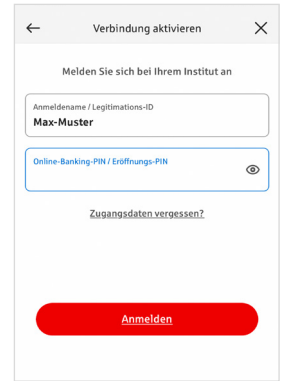 Verbindung aktivieren
Melden Sie sich bei Ihrem Institut an
Anmeldename / Legitimations-ID
Max-Muster
Online-Banking-PIN / Eröffnungs-PIN
Zugangsdaten vergessen?
Anmelden